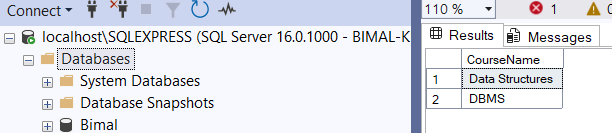 Connect
localhost\SQLEXPRESS (SQL Server 16.0.1000 - BIMAL-K
Databases
System Databases
Database Snapshots
Bimal
110 %
1
0
Results
Messages
CourseName
1 Data Structures
2 DBMS